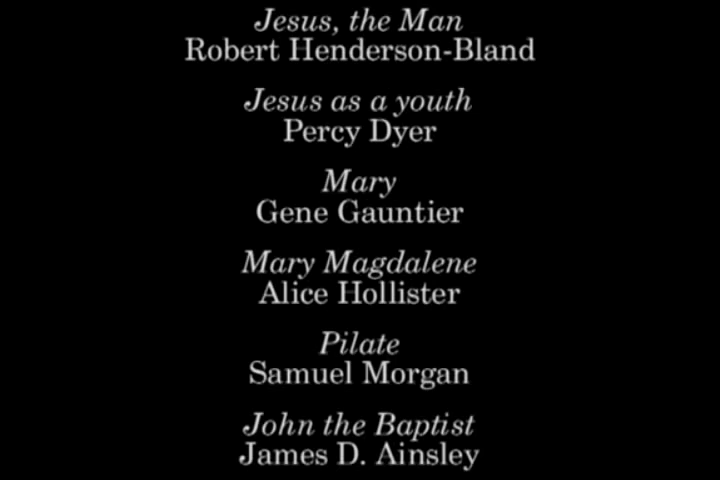 Jesus, the Man
Robert Henderson-Bland
Jesus as a youth
Percy Dyer
Mary
Gene Gauntier
Mary Magdalene
Alice Hollister
Pilate
Samuel Morgan
John the Baptist
James D. Ainsley